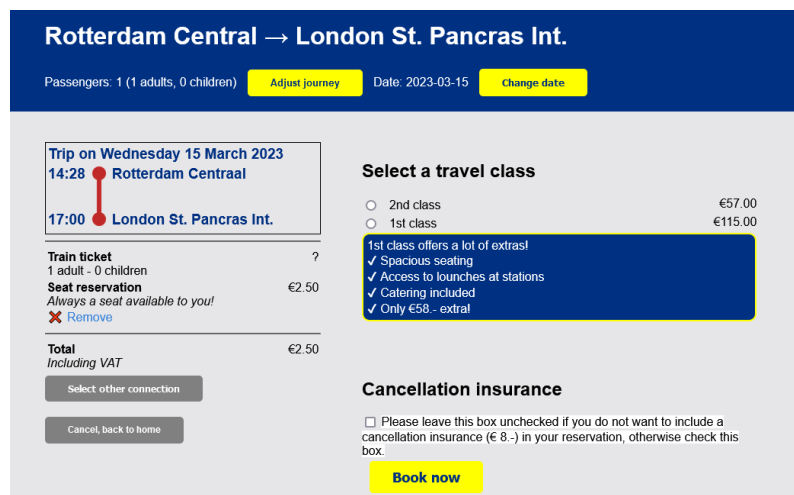 Rotterdam Central → London St. Pancras Int.
Passengers: 1 (1 adults, 0 children) Adjust journey Date: 2023-03-15 Change date
Trip on Wednesday 15 March 2023
14:28 Rotterdam Centraal
17:00 London St. Pancras Int.
Train ticket ?
1 adult - 0 children
Seat reservation €2.50
Always a seat available to you!
❌ Remove
Total €2.50
Including VAT
Select other connection
Cancel, back to home
Select a travel class
2nd class €57.00
1st class €115.00
1st class offers a lot of extras!
✓ Spacious seating
✓ Access to lounches at stations
✓ Catering included
✓ Only €58.- extra!
Cancellation insurance
Please leave this box unchecked if you do not want to include a
cancellation insurance (€ 8.-) in your reservation, otherwise check this
box.
Book now